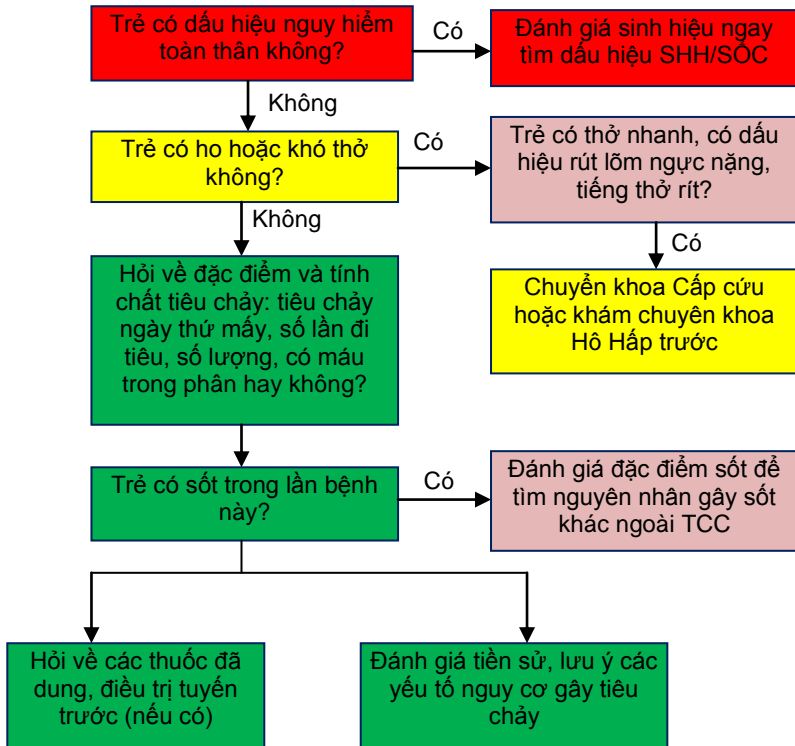 Trẻ có dấu hiệu nguy hiểm
toàn thân không?
Có
Đánh giá sinh hiệu ngay
tìm dấu hiệu SHH/SỐC
Không
Trẻ có ho hoặc khó thở
không?
Có
Trẻ có thở nhanh, có dấu
hiệu rút lõm ngực nặng,
tiếng thở rít?
Không
Có
Hỏi về đặc điểm và tính
chất tiêu chảy: tiêu chảy
ngày thứ mấy, số lần đi
tiêu, số lượng, có máu
trong phân hay không?
Chuyển khoa Cấp cứu
hoặc khám chuyên khoa
Hô Hấp trước
Trẻ có sốt trong lần bệnh
này?
Có
Đánh giá đặc điểm sốt để
tìm nguyên nhân gây sốt
khác ngoài TCC
Hỏi về các thuốc đã
dung, điều trị tuyến
trước (nếu có)
Đánh giá tiền sử, lưu ý các
yếu tố nguy cơ gây tiêu
chảy